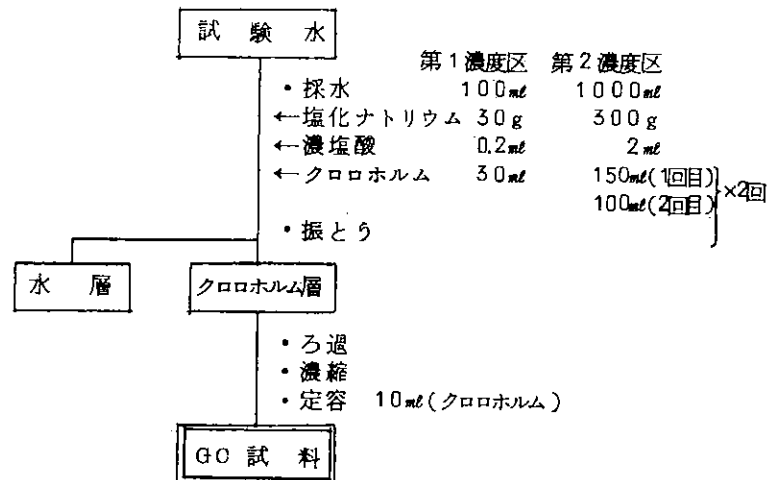 試験水
第1濃度区 第2濃度区
・採水 100ml 1000ml
←塩化ナトリウム 30g 300g
←濃塩酸 0.2ml 2ml
←クロロホルム 30ml 150ml(1回目)
100ml(2回目)
×2回
・振とう
水層 クロロホルム層
・ろ過
・濃縮
・定容 10ml(クロロホルム)
GO試料